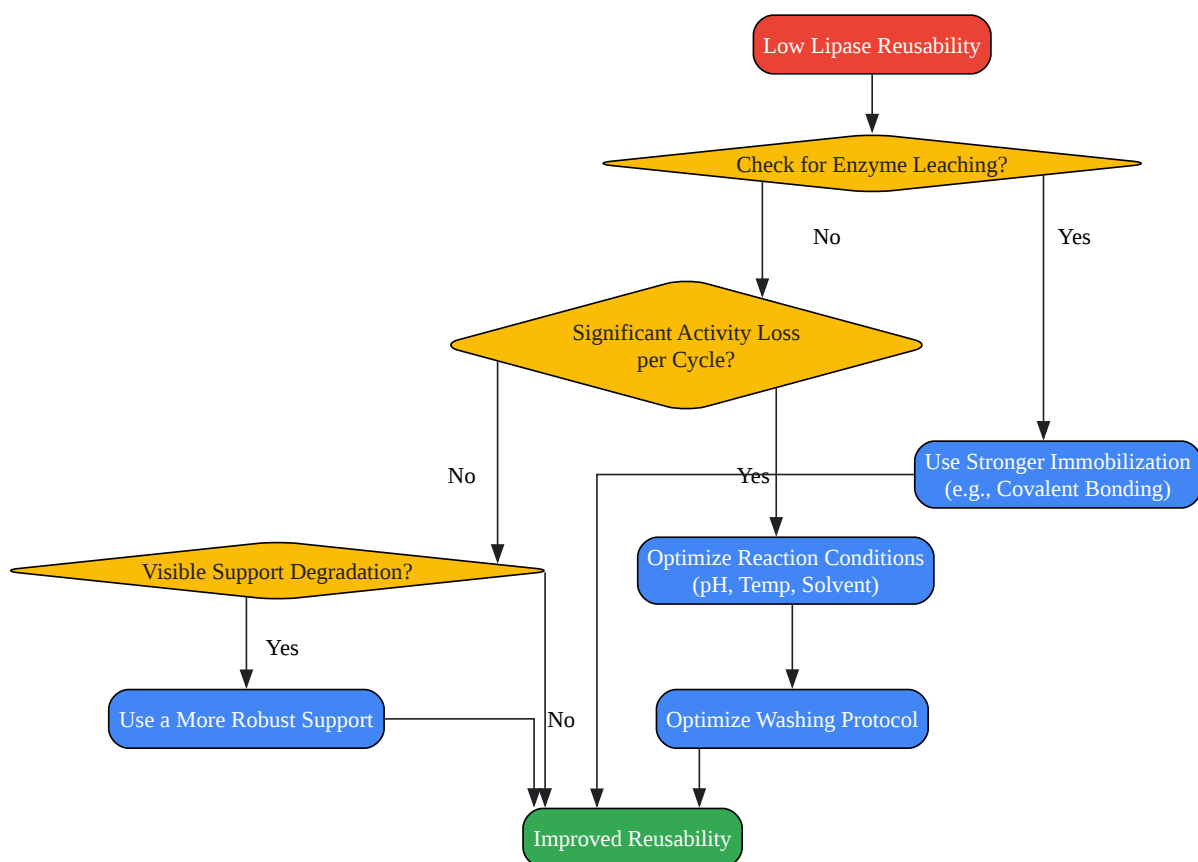 Low Lipase Reusability
Check for Enzyme Leaching?
No
Yes
Significant Activity Loss
per Cycle?
No
Yes
Use Stronger Immobilization
(e.g., Covalent Bonding)
Visible Support Degradation?
Optimize Reaction Conditions
(pH, Temp, Solvent)
Yes
Use a More Robust Support
No
Optimize Washing Protocol
Improved Reusability